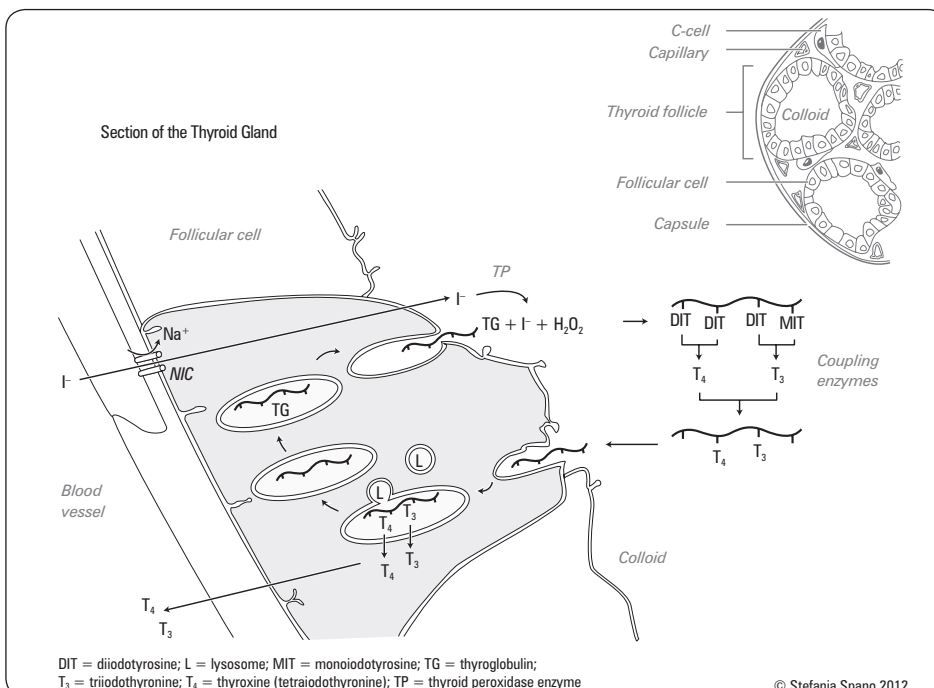 C-cell
Capillary
Thyroid follicle
Colloid
Follicular cell
Capsule
Section of the Thyroid Gland
Follicular cell
TP
I⁻
TG + I⁻ + H₂O₂
DIT DIT DIT MIT
Na⁺
NIC
I⁻
T₄ T₃
Coupling
enzymes
TG
T₄ T₃
L
L
Blood
vessel
T₄ T₃
T₄ T₃
Colloid
T₄
T₃
DIT = diiodotyrosine; L = lysosome; MIT = monoiodotyrosine; TG = thyroglobulin;
T₃ = triiodothyronine; T₄ = thyroxine (tetraiodothyronine); TP = thyroid peroxidase enzyme
© Stefania Spano 2012